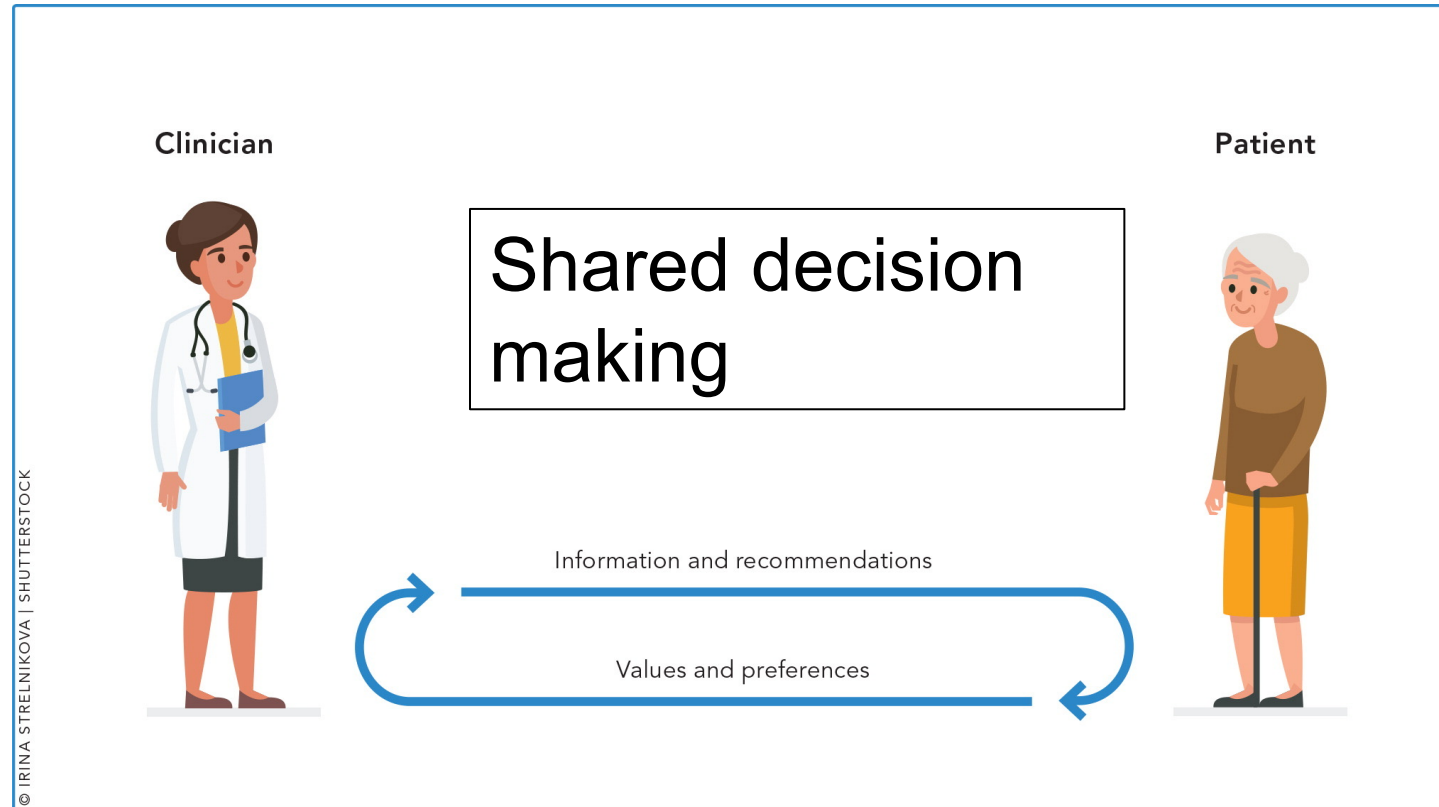 Clinician
Patient
Shared decision
making
Information and recommendations
Values and preferences
© IRINA STRELNIKOVA | SHUTTERSTOCK